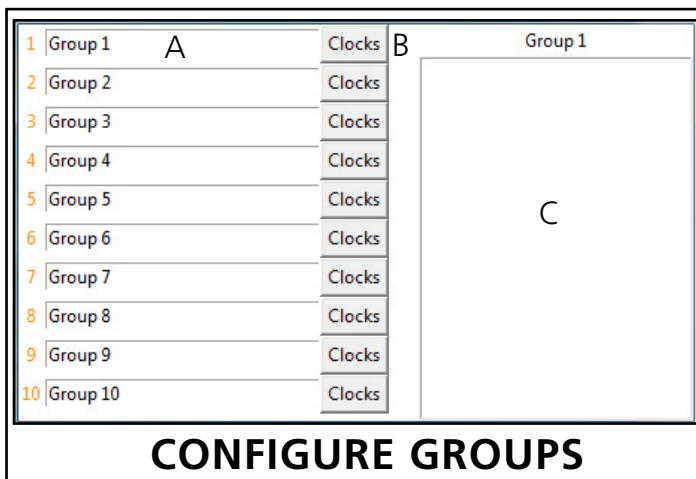 1 Group 1 A Clocks B Group 1
2 Group 2 Clocks
3 Group 3 Clocks
4 Group 4 Clocks
5 Group 5 Clocks C
6 Group 6 Clocks
7 Group 7 Clocks
8 Group 8 Clocks
9 Group 9 Clocks
10 Group 10 Clocks
CONFIGURE GROUPS